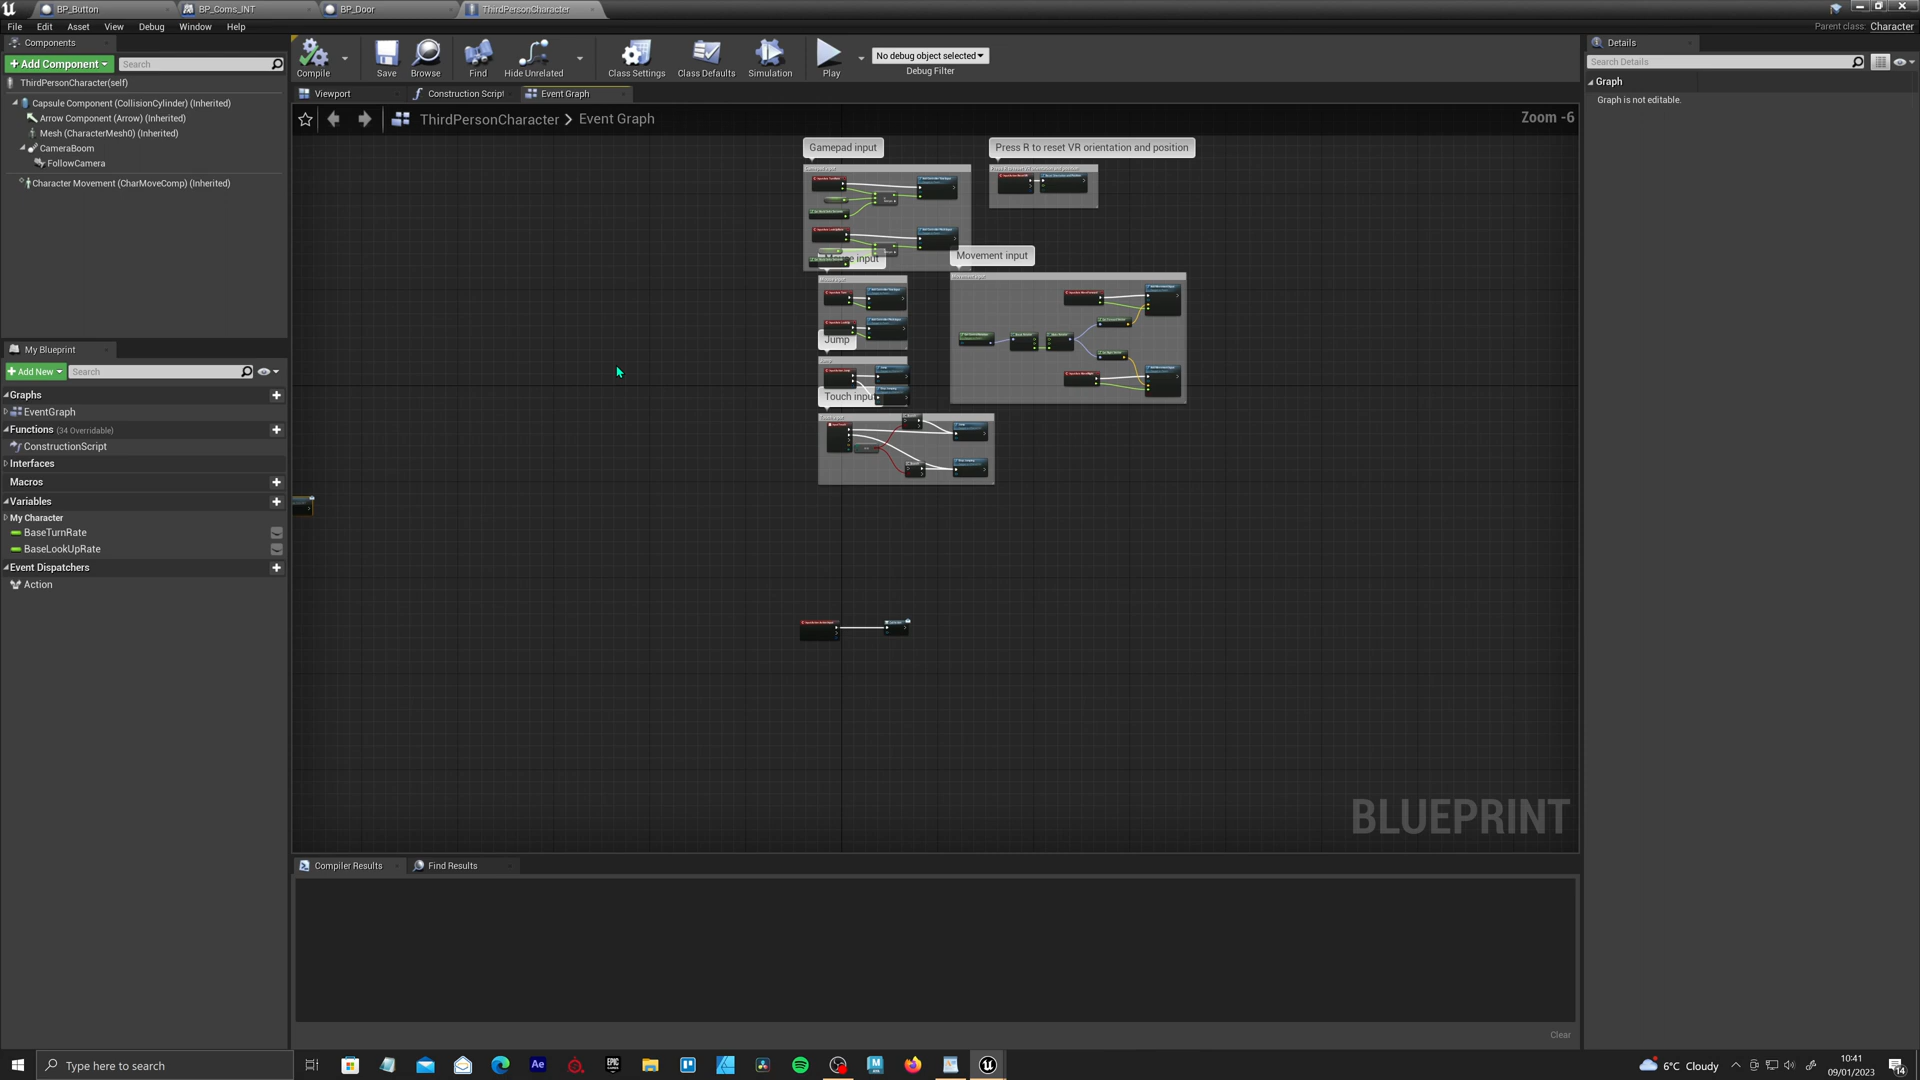 BP_Button
BP_Coms_INT
BP_Door
ThirdPersonCharacter
File Edit Asset View Debug Window Help
Parent class: Character
Components
+ Add Component
Search
ThirdPersonCharacter(self)
Capsule Component (CollisionCylinder) (Inherited)
Arrow Component (Arrow) (Inherited)
Mesh (CharacterMesh0) (Inherited)
CameraBoom
FollowCamera
Character Movement (CharMoveComp) (Inherited)
My Blueprint
+ Add New
Search
Graphs
EventGraph
Functions (34 Overridable)
ConstructionScript
Interfaces
Macros
Variables
My Character
BaseTurnRate
BaseLookUpRate
Event Dispatchers
Action
Compile
Save
Browse
Find
Hide Unrelated
Class Settings
Class Defaults
Simulation
Play
No debug object selected
Debug Filter
Viewport
Construction Script
Event Graph
ThirdPersonCharacter > Event Graph
Zoom -6
Gamepad input
Press R to reset VR orientation and position
Movement input
Jump
Touch input
BLUEPRINT
Compiler Results
Find Results
Clear
Details
Search Details
Graph
Graph is not editable.
Type here to search
Ae
EPIC
6°C Cloudy
10:41
09/01/2023
14